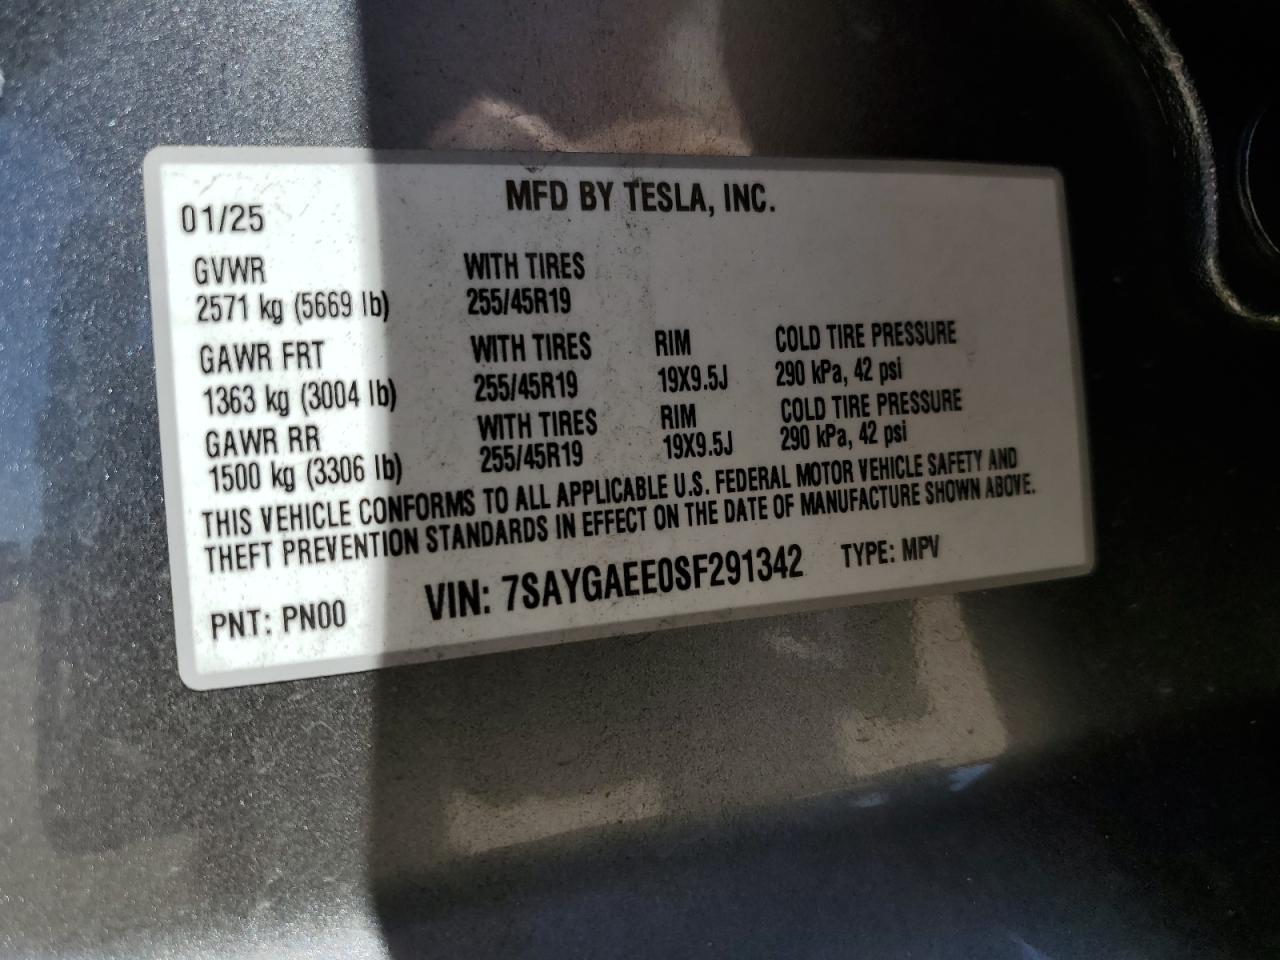 MFD BY TESLA, INC.
01/25
GVWR WITH TIRES
2571 kg (5669 lb) 255/45R19
GAWR FRT WITH TIRES RIM COLD TIRE PRESSURE
1363 kg (3004 lb) 255/45R19 19X9.5J 290 kPa, 42 psi
GAWR RR WITH TIRES RIM COLD TIRE PRESSURE
1500 kg (3306 lb) 255/45R19 19X9.5J 290 kPa, 42 psi
THIS VEHICLE CONFORMS TO ALL APPLICABLE U.S. FEDERAL MOTOR VEHICLE SAFETY AND
THEFT PREVENTION STANDARDS IN EFFECT ON THE DATE OF MANUFACTURE SHOWN ABOVE.
PNT: PN00 VIN: 7SAYGAEE0SF291342 TYPE: MPV